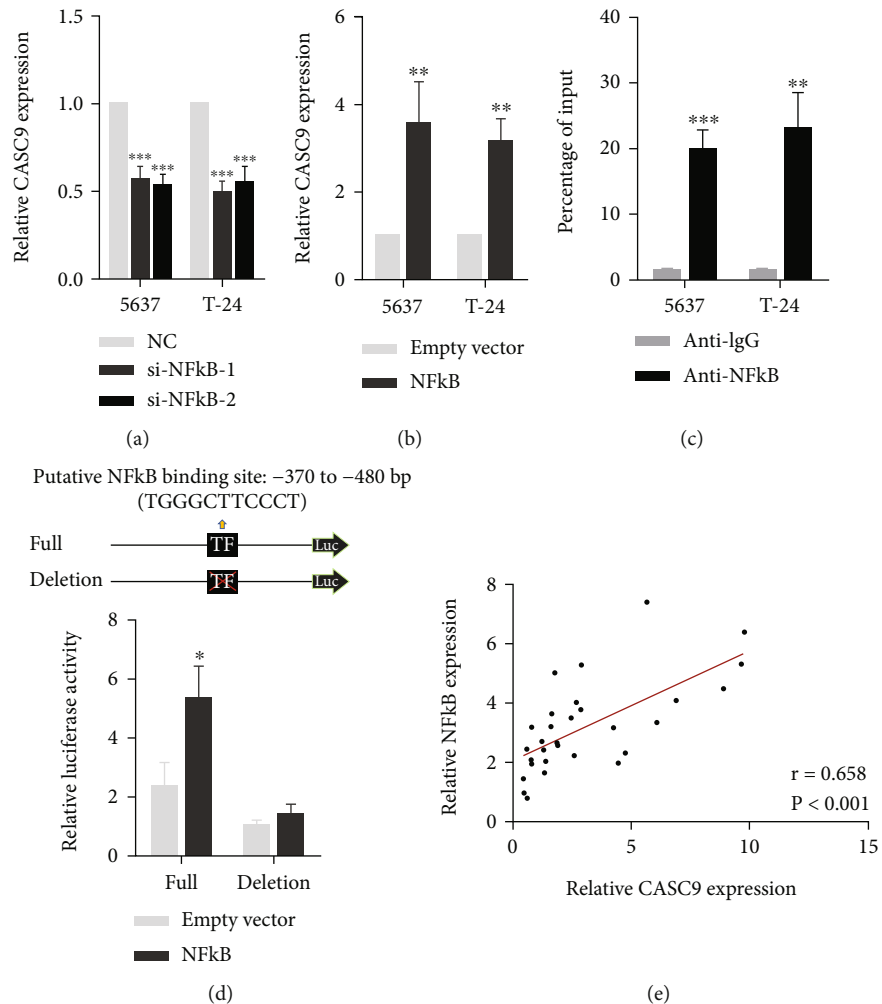 Relative CASC9 expression
1.5
1.0
0.5
0.0
***
***
***
***
5637
T-24
NC
si-NFkB-1
si-NFkB-2
(a)
Relative CASC9 expression
6
4
2
0
**
**
5637
T-24
Empty vector
NFkB
(b)
Percentage of input
40
30
20
10
0
***
**
5637
T-24
Anti-lgG
Anti-NFkB
(c)
Putative NFkB binding site: −370 to −480 bp
(TGGGCTTCCCT)
Full
TF
Luc
Deletion
TF
Luc
Relative luciferase activity
8
6
4
2
0
*
Full
Deletion
Empty vector
NFkB
(d)
Relative NFkB expression
8
6
4
2
0
r = 0.658
P < 0.001
0
5
10
15
Relative CASC9 expression
(e)